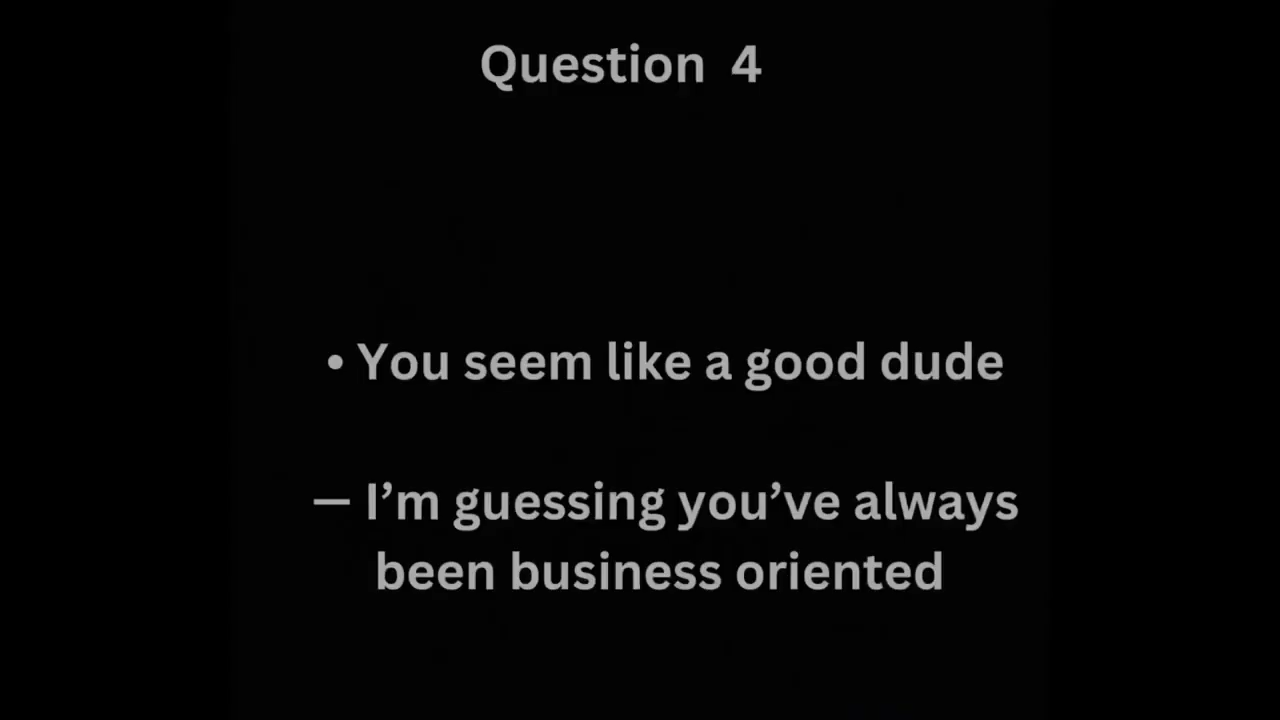 Question 4
• You seem like a good dude
— I’m guessing you’ve always
been business oriented